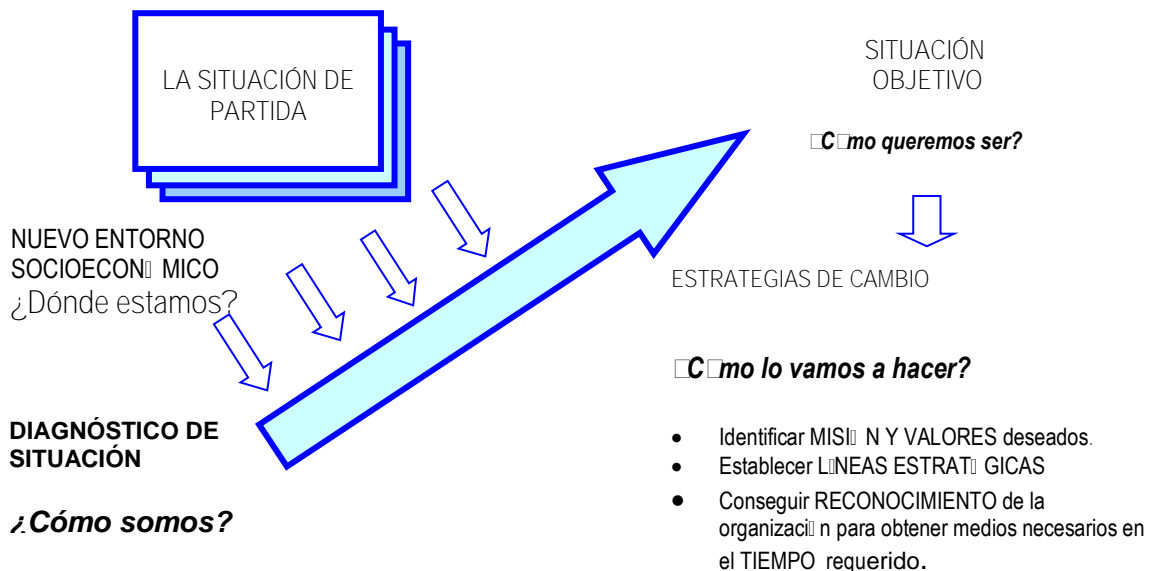 LA SITUACIÓN DE
PARTIDA
NUEVO ENTORNO
SOCIOECON▯ MICO
¿Dónde estamos?
DIAGNÓSTICO DE
SITUACIÓN
¿Cómo somos?
SITUACIÓN
OBJETIVO
▯C▯mo queremos ser?
ESTRATEGIAS DE CAMBIO
▯C▯mo lo vamos a hacer?
• Identificar MISI▯ N Y VALORES deseados.
• Establecer L▯NEAS ESTRAT▯ GICAS
• Conseguir RECONOCIMIENTO de la
organizaci▯ n para obtener medios necesarios en
el TIEMPO requerido.